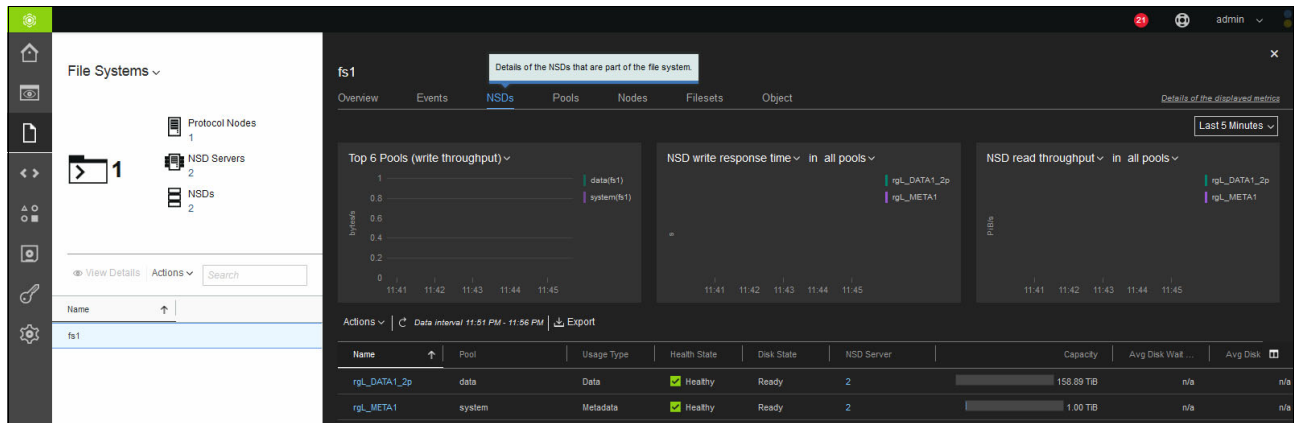 21 admin
File Systems
Protocol Nodes
1
1
NSD Servers
2
NSDs
2
View Details Actions Search
Name
fs1
fs1
Details of the NSDs that are part of the file system.
Overview Events NSDs Pools Nodes Filesets Object Details of the displayed metrics
Last 5 Minutes
Top 6 Pools (write throughput)
bytes/s
1
0.8
0.6
0.4
0.2
0
11:41 11:42 11:43 11:44 11:45
data(fs1)
system(fs1)
NSD write response time in all pools
s
11:41 11:42 11:43 11:44 11:45
rgL_DATA1_2p
rgL_META1
NSD read throughput in all pools
PiB/s
11:41 11:42 11:43 11:44 11:45
rgL_DATA1_2p
rgL_META1
Actions Data interval 11:51 PM - 11:56 PM Export
Name Pool Usage Type Health State Disk State NSD Server Capacity Avg Disk Wait ... Avg Disk
rgL_DATA1_2p data Data Healthy Ready 2 158.89 TiB n/a n/a
rgL_META1 system Metadata Healthy Ready 2 1.00 TiB n/a n/a